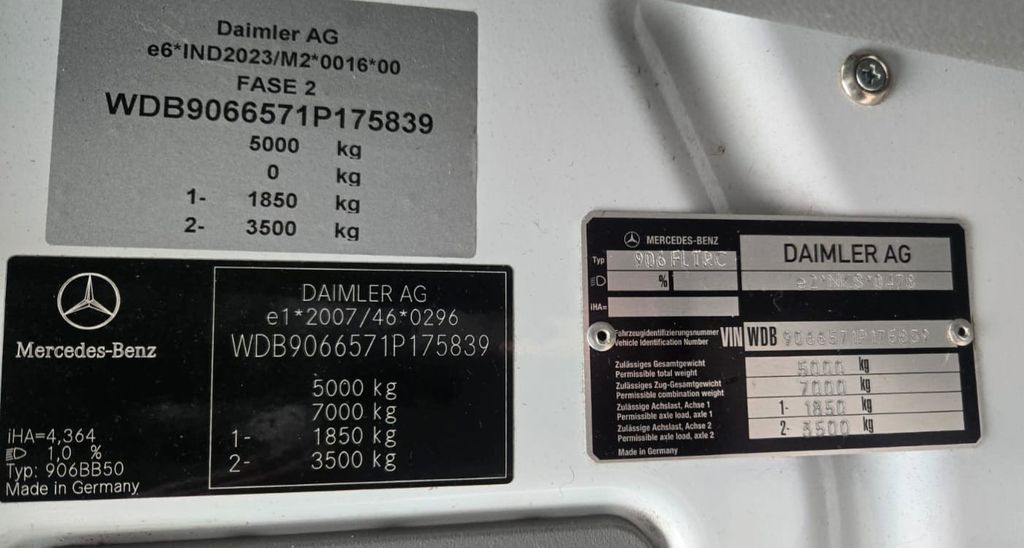 Daimler AG
e6*IND2023/M2*0016*00
FASE 2
WDB9066571P175839
5000 kg
0 kg
1- 1850 kg
2- 3500 kg
DAIMLER AG
e1*2007/46*0296
WDB9066571P175839
5000 kg
7000 kg
1- 1850 kg
2- 3500 kg
Mercedes-Benz
iHA=4,364
1,0 %
Typ: 906BB50
Made in Germany
MERCEDES-BENZ
DAIMLER AG
Typ 906 FLTRC
%
iHA=
Fahrzeugidentifizierungsnummer
Vehicle Identification Number
VIN WDB 9066571P175839
Zulässiges Gesamtgewicht
Permissible total weight
5000 kg
Zulässiges Zug-Gesamtgewicht
Permissible combination weight
7000 kg
Zulässige Achslast, Achse 1
Permissible axle load, axle 1
1- 1850 kg
Zulässige Achslast, Achse 2
Permissible axle load, axle 2
2- 3500 kg
Made in Germany